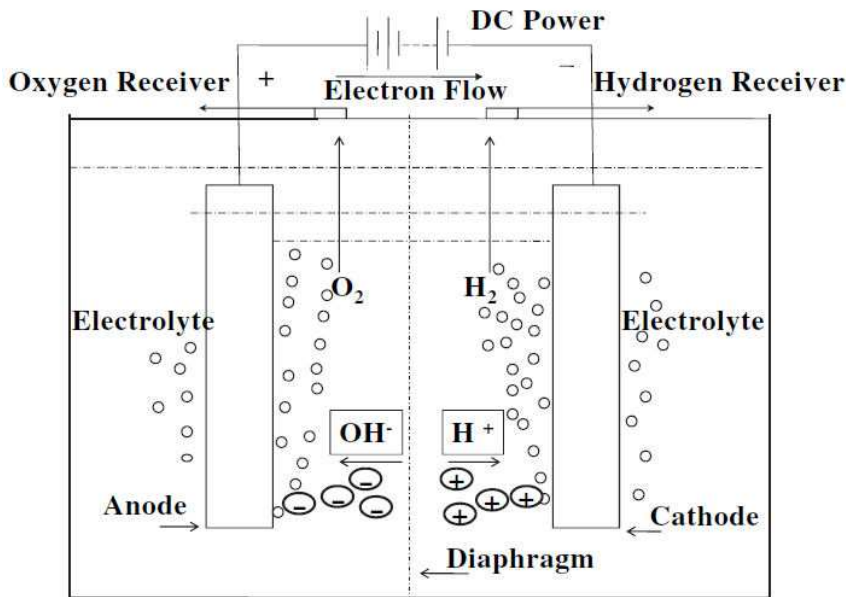 DC Power
Oxygen Receiver
+
Electron Flow
−
Hydrogen Receiver
O₂
H₂
Electrolyte
Electrolyte
OH⁻
H⁺
- - - -
+ + + +
Anode
Cathode
Diaphragm